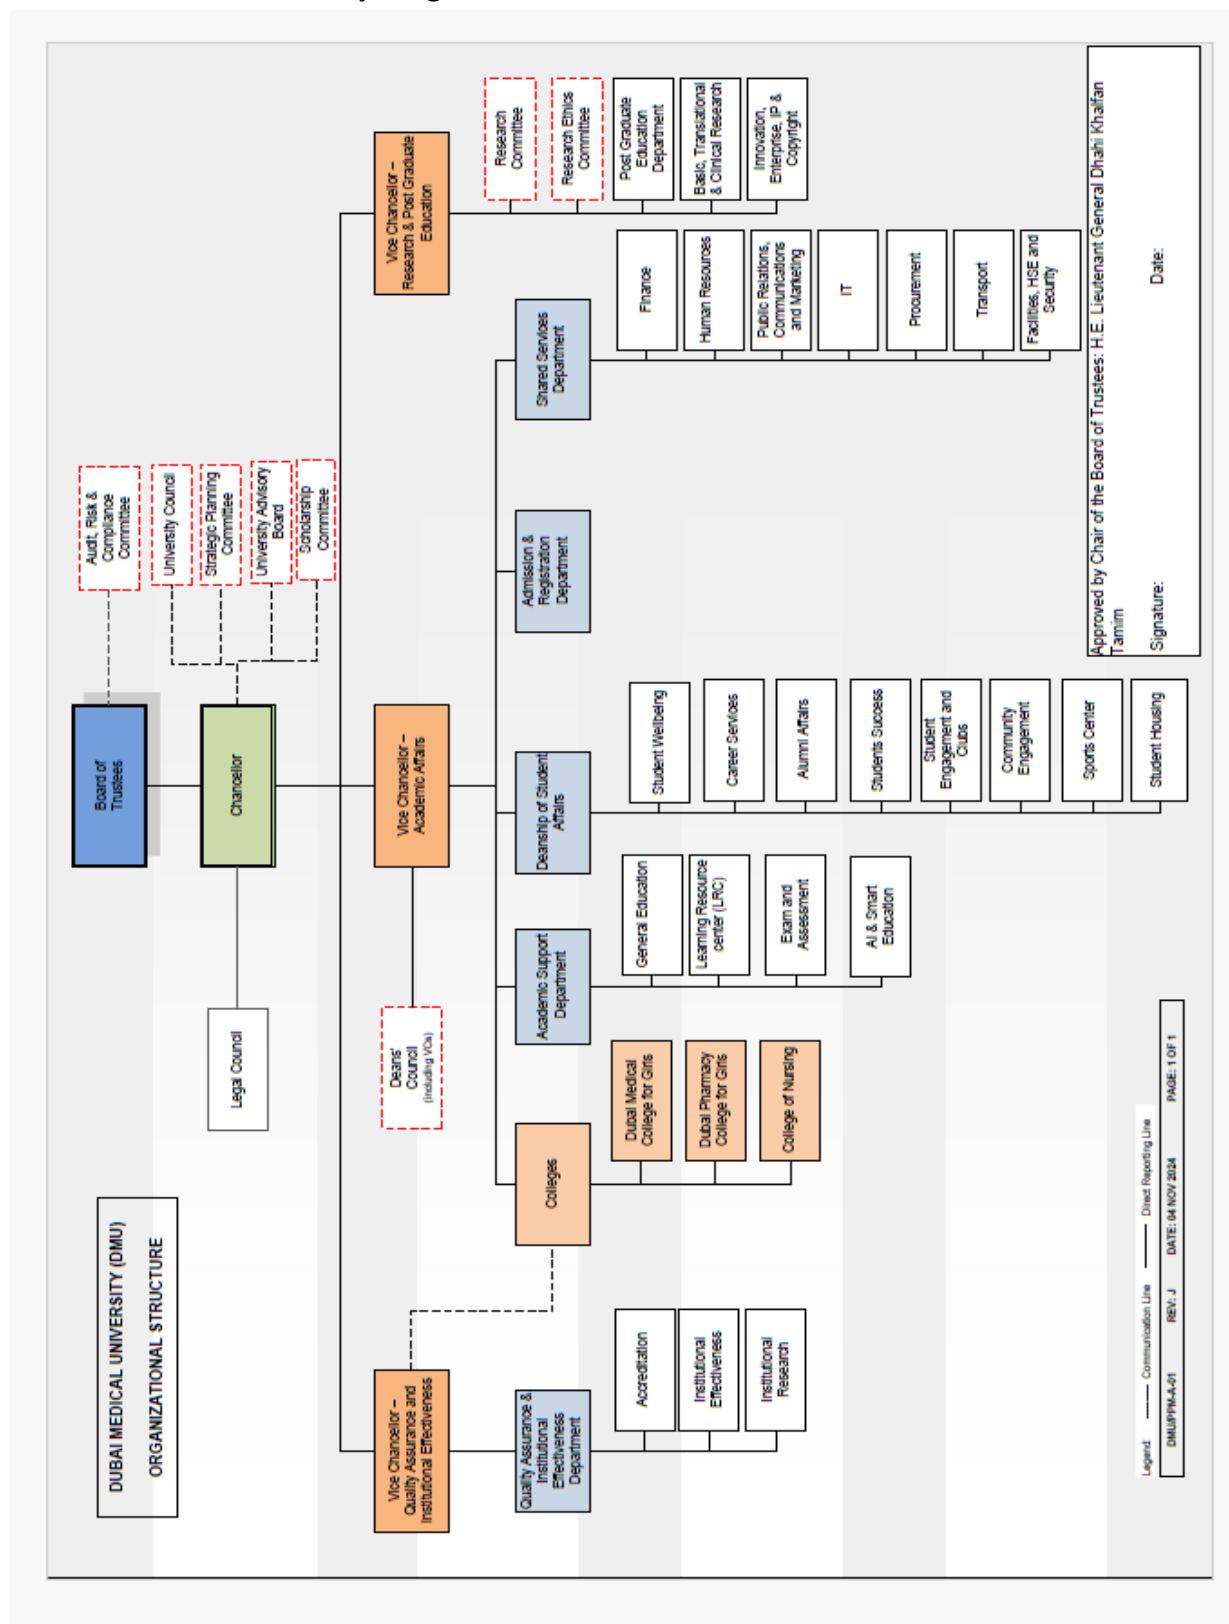 DUBAI MEDICAL UNIVERSITY (DMU)
ORGANIZATIONAL STRUCTURE
Board of
Trustees
Audit, Risk &
Compliance
Committee
Chancellor
Legal Council
University Council
Strategic Planning
Committee
University Advisory
Board
Scholarship
Committee
Vice Chancellor –
Quality Assurance and
Institutional Effectiveness
Deans'
Council
(Including VCs)
Vice Chancellor –
Academic Affairs
Vice Chancellor –
Research & Post Graduate
Education
Quality Assurance &
Institutional
Effectiveness
Department
Accreditation
Institutional
Effectiveness
Institutional
Research
Colleges
Dubai Medical
College for Girls
Dubai Pharmacy
College for Girls
College of Nursing
Academic Support
Department
General Education
Learning Resource
center (LRC)
Exam and
Assessment
AI & Smart
Education
Deanship of Student
Affairs
Student Wellbeing
Career Services
Alumni Affairs
Students Success
Student
Engagement and
Clubs
Community
Engagement
Sports Center
Student Housing
Admission &
Registration
Department
Shared Services
Department
Finance
Human Resources
Public Relations,
Communications
and Marketing
IT
Procurement
Transport
Facilities, HSE and
Security
Research
Committee
Research Ethics
Committee
Post Graduate
Education
Department
Basic, Translational
& Clinical Research
Innovation,
Enterprise, IP &
Copyright
Approved by Chair of the Board of Trustees: H.E. Lieutenant General Dhahi Khalfan
Tamim
Signature: Date:
Legend: Communication Line Direct Reporting Line
DMU/PPM-A-01 REV: J DATE: 04 NOV 2024 PAGE: 1 OF 1